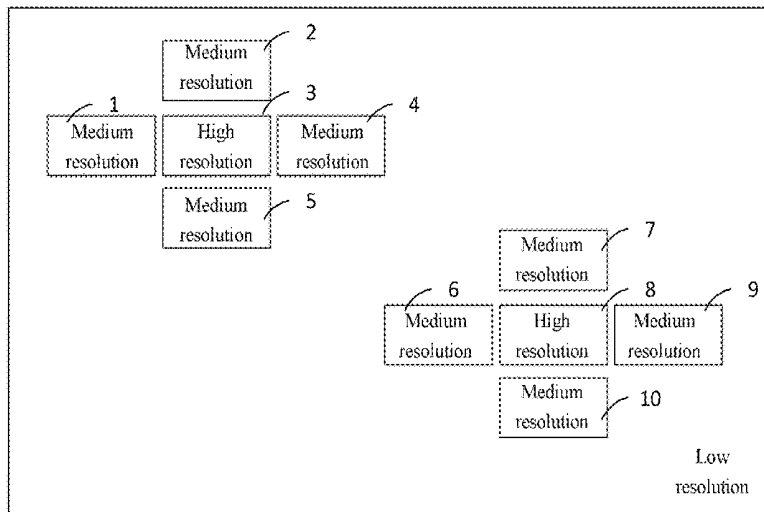 2
Medium
resolution
1
3
4
Medium
resolution
High
resolution
Medium
resolution
5
Medium
resolution
7
Medium
resolution
6
8
9
Medium
resolution
High
resolution
Medium
resolution
10
Medium
resolution
Low
resolution